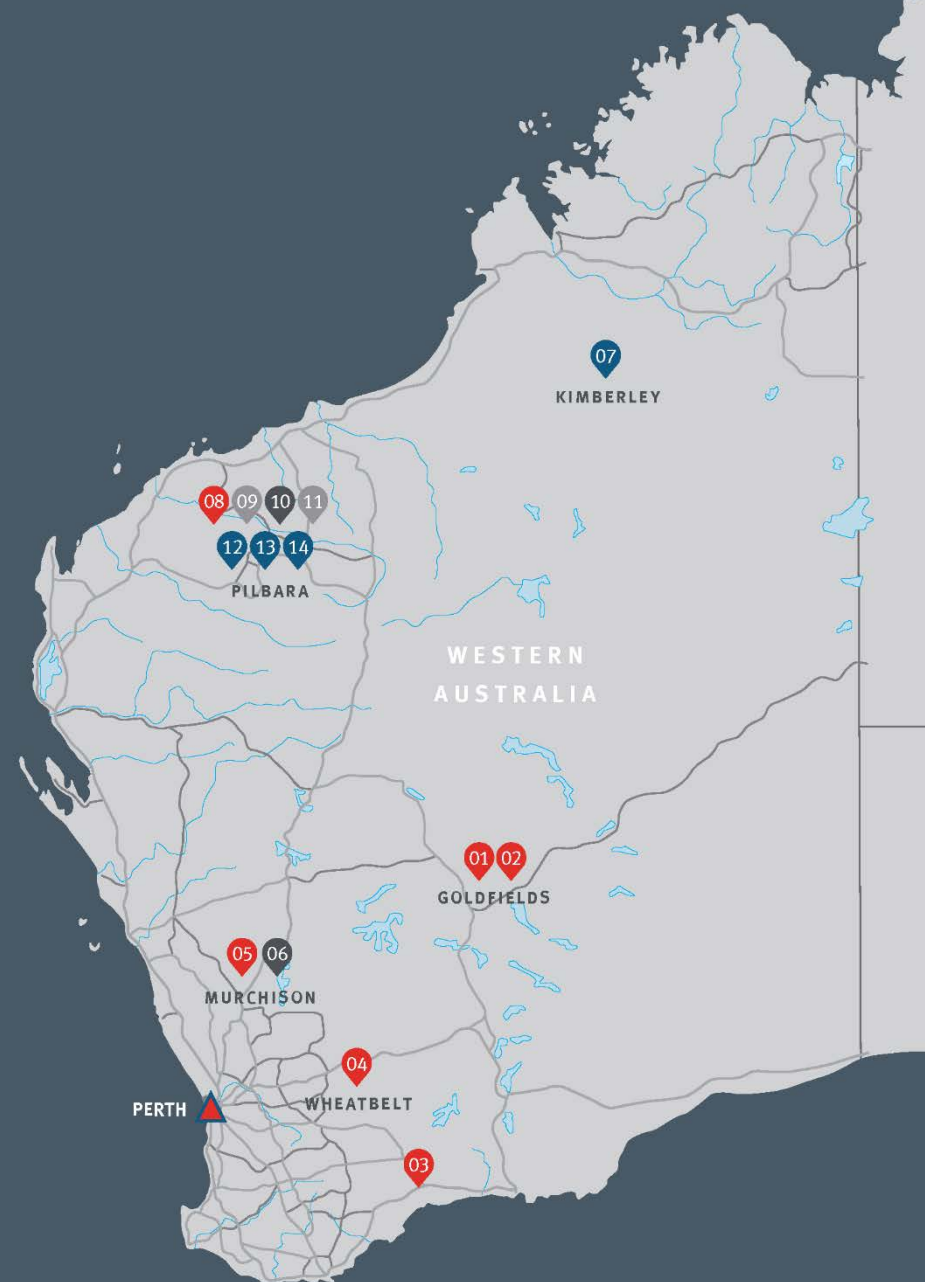 07
KIMBERLEY
08 09 10 11
12 13 14
PILBARA
WESTERN
AUSTRALIA
01 02
GOLDFIELDS
05 06
MURCHISON
04
WHEATBELT
PERTH
03